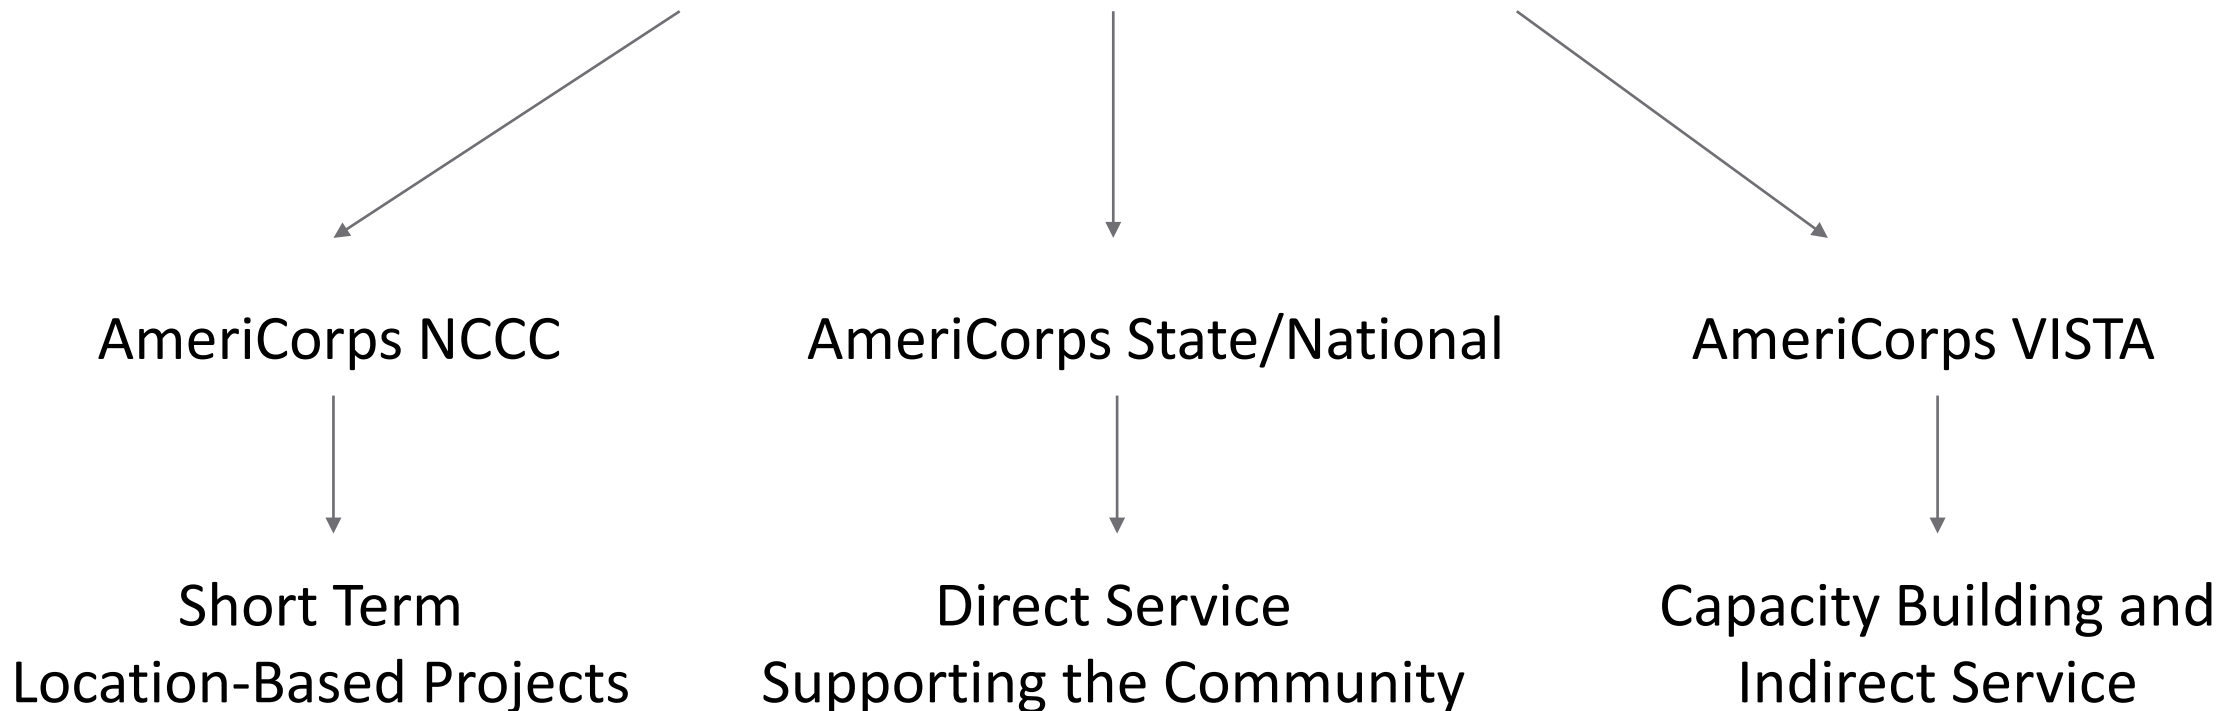 AmeriCorps NCCC
AmeriCorps State/National
AmeriCorps VISTA
Short Term
Location-Based Projects
Direct Service
Supporting the Community
Capacity Building and
Indirect Service